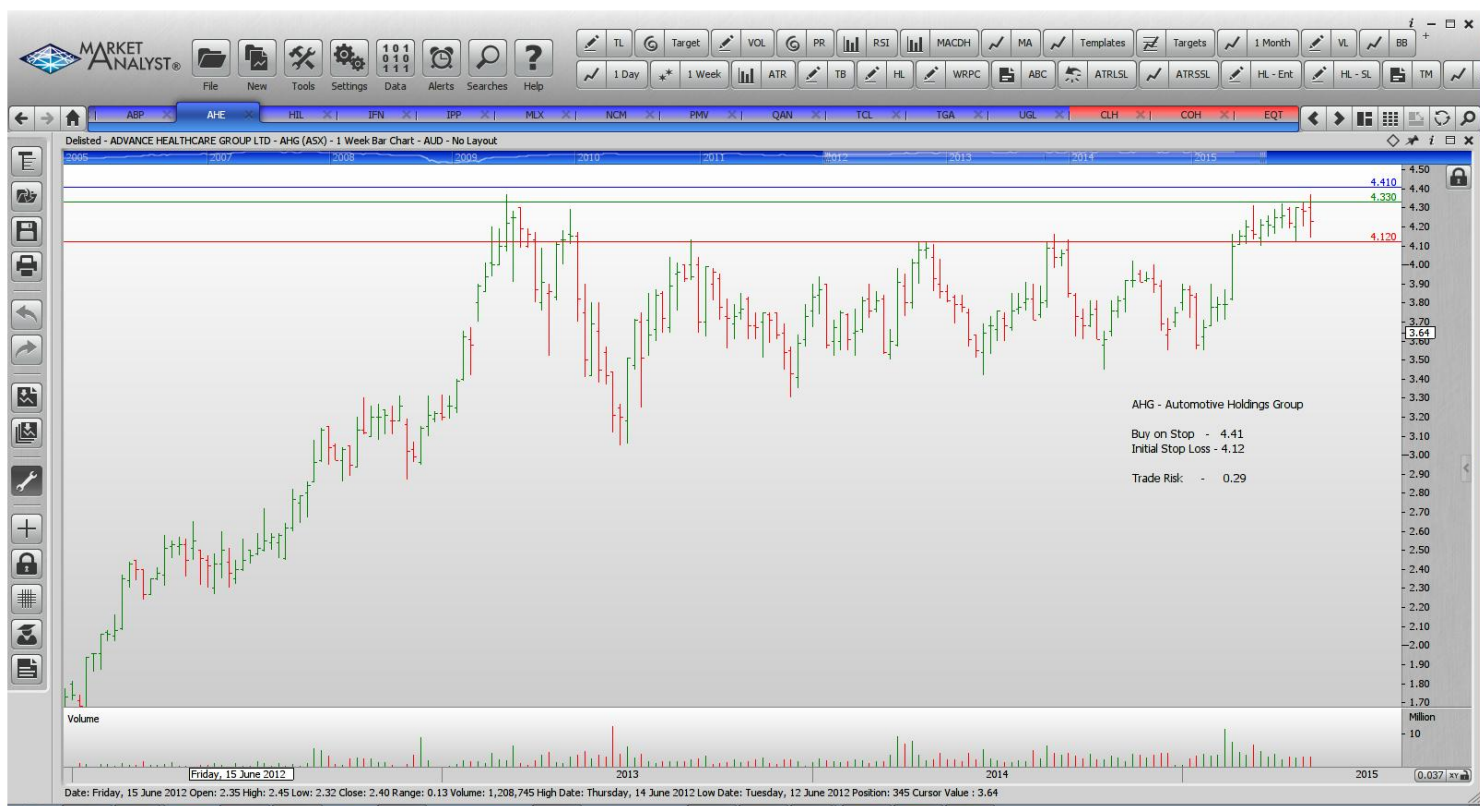 i
MARKET ANALYST®
File New Tools Settings Data Alerts Searches Help
101
010
111
TL Target VOL PR RSI MACDH MA Templates Targets 1 Month VL BB
1 Day 1 Week ATR TB HL WRPC ABC ATRLSL ATRSSL HL - Ent HL - SL TM
ABP AHE HIL IFN IPP MLX NCM PMV QAN TCL TGA UGL CLH COH EQT
Delisted - ADVANCE HEALTHCARE GROUP LTD - AHG (ASX) - 1 Week Bar Chart - AUD - No Layout
i
2005 2007 2008 2009 2010 2011 2012 2013 2014 2015
4.50
4.410
4.40
4.330
4.30
4.20
4.120
4.10
4.00
3.90
3.80
3.70
3.64
3.60
3.50
3.40
3.30
3.20
3.10
3.00
2.90
2.80
2.70
2.60
2.50
2.40
2.30
2.20
2.10
2.00
1.90
1.80
1.70
AHG - Automotive Holdings Group
Buy on Stop - 4.41
Initial Stop Loss - 4.12
Trade Risk - 0.29
Volume
Million
10
Friday, 15 June 2012
2013 2014 2015
0.037 XY
Date: Friday, 15 June 2012 Open: 2.35 High: 2.45 Low: 2.32 Close: 2.40 Range: 0.13 Volume: 1,208,745 High Date: Thursday, 14 June 2012 Low Date: Tuesday, 12 June 2012 Position: 345 Cursor Value : 3.64